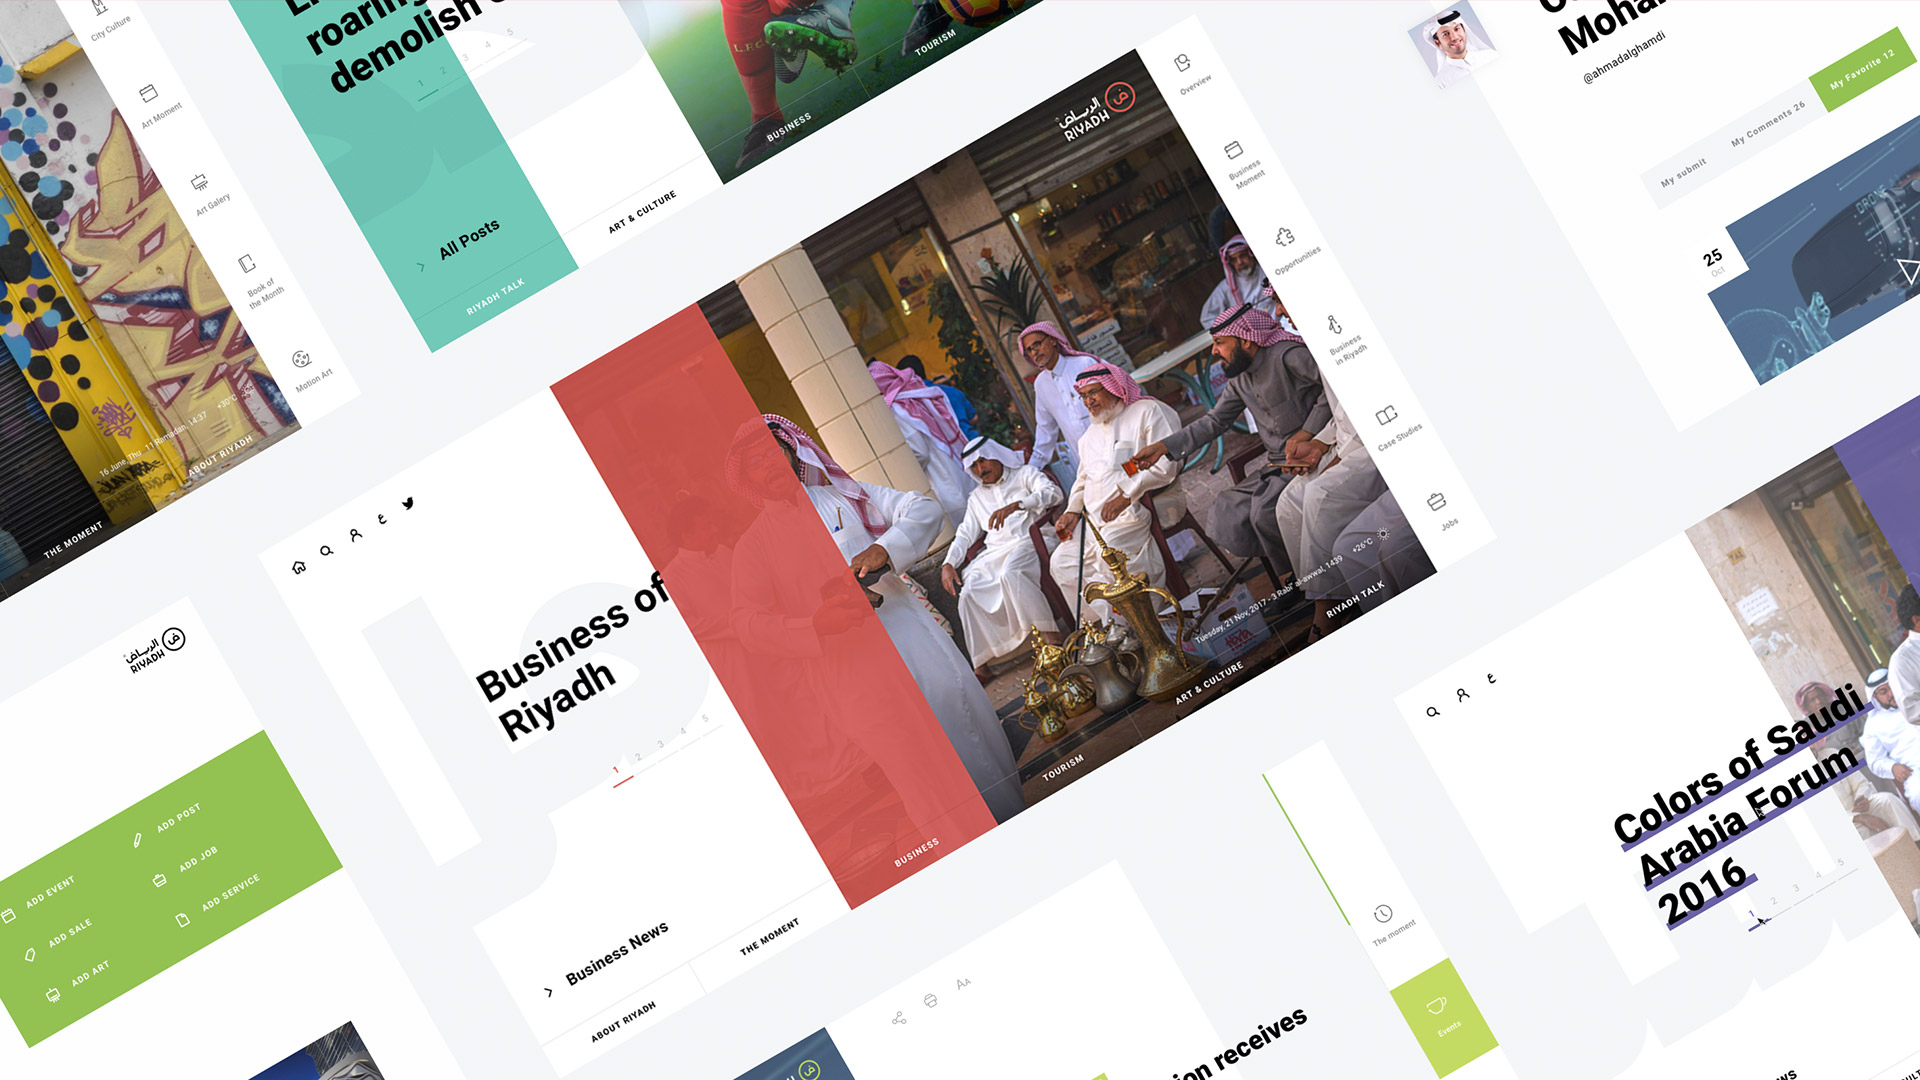 City Culture
Art Moment
Art Galery
Book of
the Month
Motion Art
16 June, Thu 11 Ramadan, 14:37 +30°C
ABOUT RIYADH
THE MOMENT
roaring
demolish
1 2 3 4 5
All Posts
RIYADH TALK
ART & CULTURE
BUSINESS
TOURISM
الرياض
RIYADH
Overview
Business
Moment
Opportunities
Business
in Riyadh
Case Studies
Jobs
Business of
Riyadh
1 2 3 4 5
Business News
ABOUT RIYADH
THE MOMENT
BUSINESS
TOURISM
ART & CULTURE
RIYADH TALK
Tuesday, 21 Nov, 2017 - 3 Rabi' al-awwal, 1439 +26°C
@ahmadalghamdi
My submit
My Comments 26
My Favorite 12
25
Oct
الرياض
RIYADH
ADD EVENT
ADD POST
ADD SALE
ADD JOB
ADD ART
ADD SERVICE
AA
receives
The moment
Events
ع
Colors of Saudi
Arabia Forum
2016
1 2 3 4 5